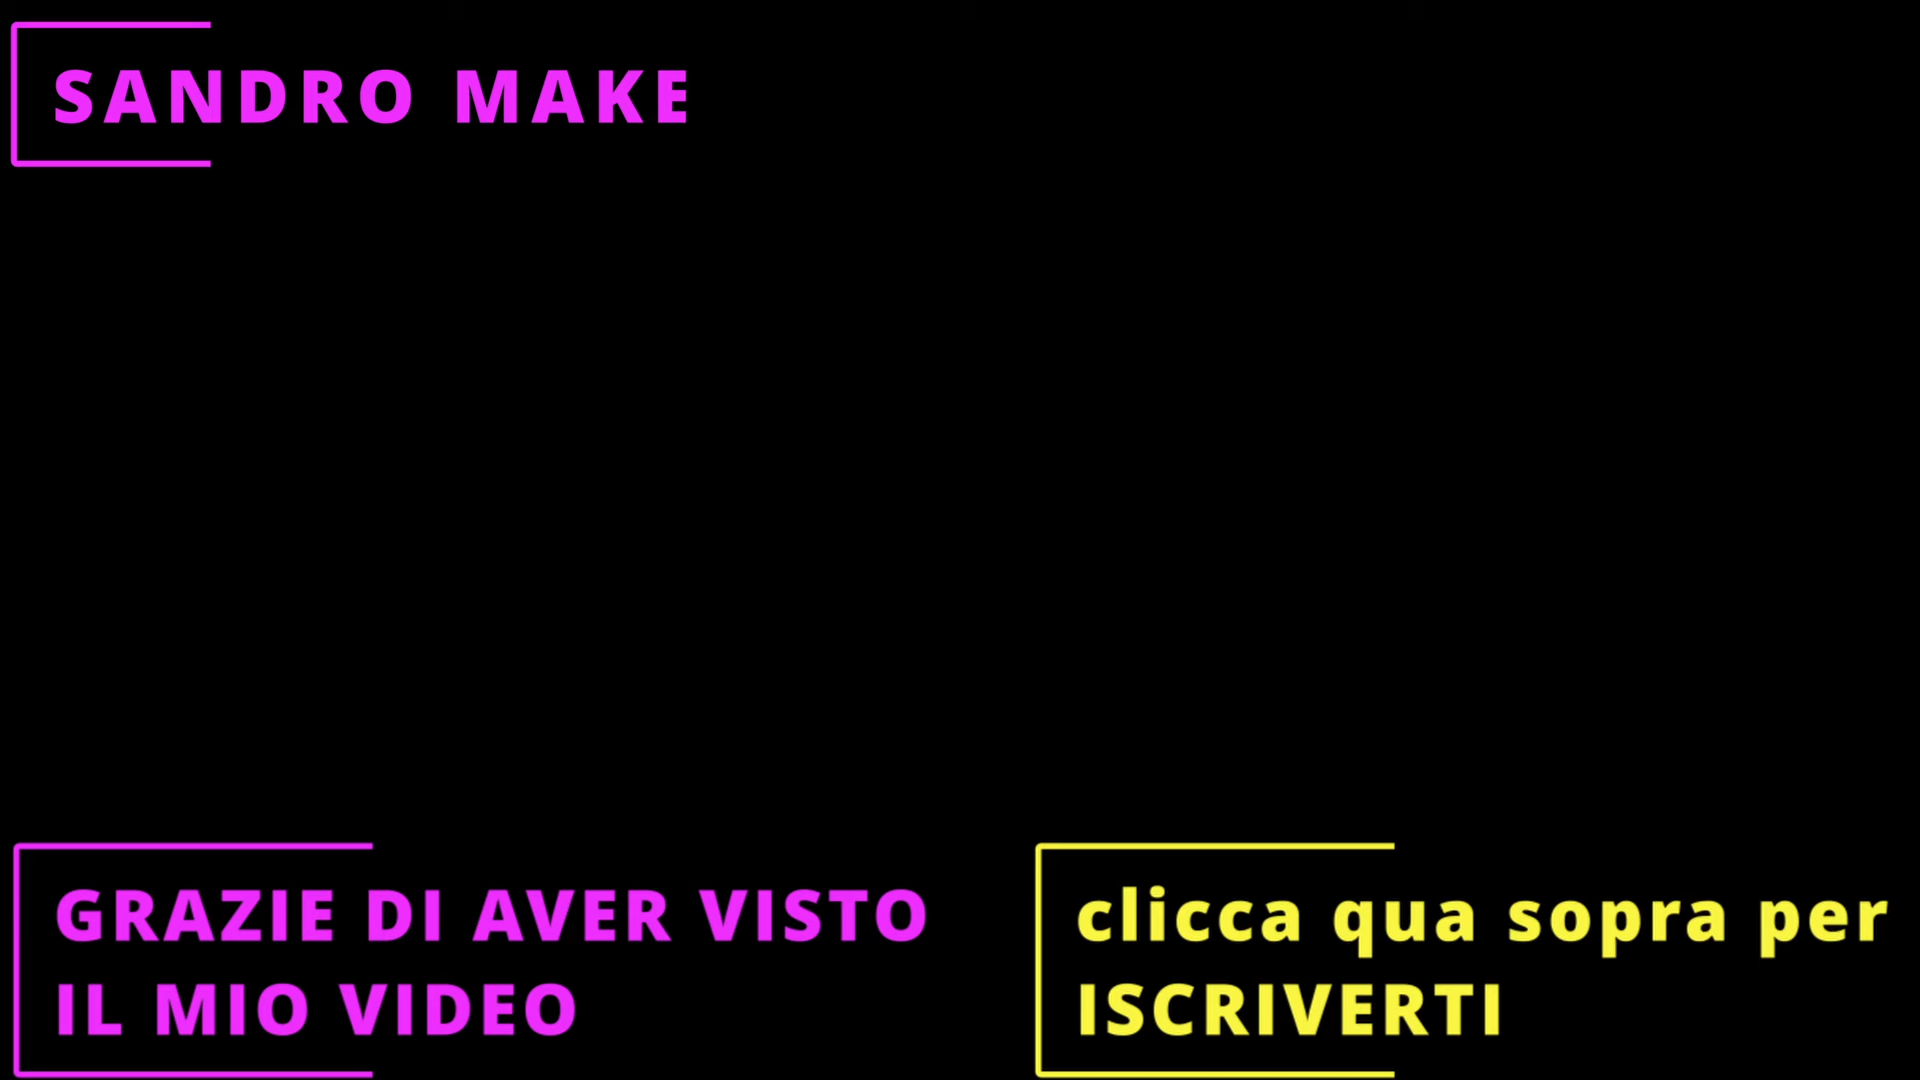 SANDRO MAKE
GRAZIE DI AVER VISTO
IL MIO VIDEO
clicca qua sopra per
ISCRIVERTI